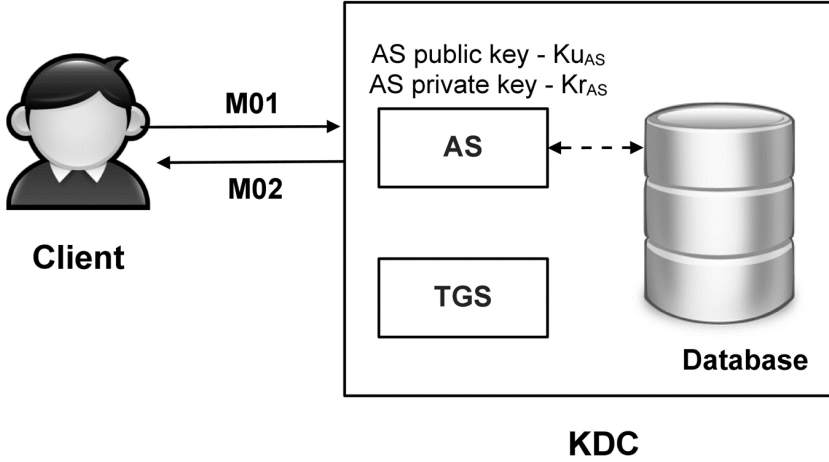 AS public key - KuAS
AS private key - KrAS
M01
AS
M02
Client
TGS
Database
KDC